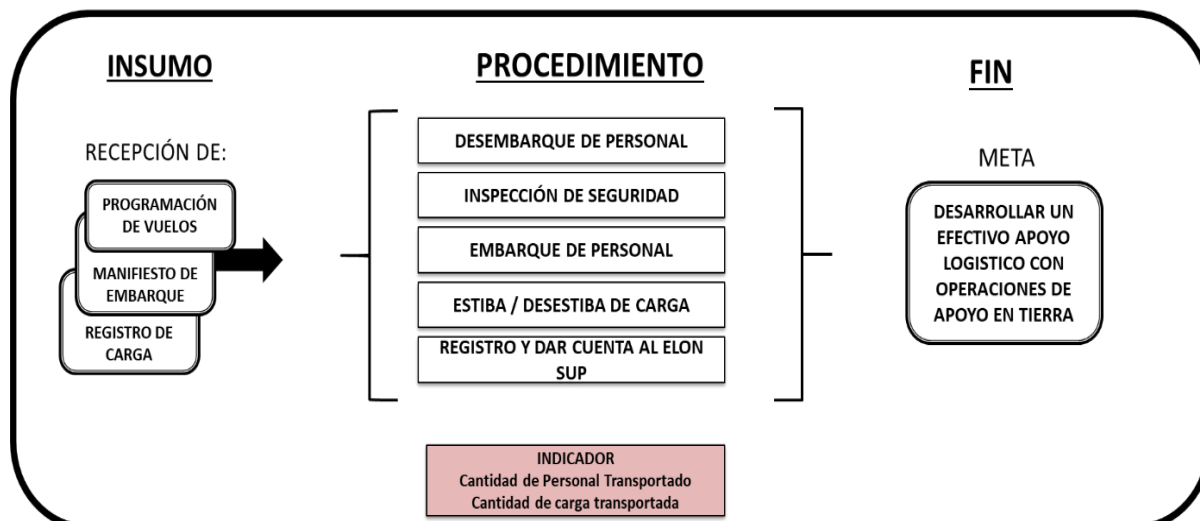 INSUMO
RECEPCIÓN DE:
PROGRAMACIÓN
DE VUELOS
MANIFIESTO DE
EMBARQUE
REGISTRO DE
CARGA
PROCEDIMIENTO
DESEMBARQUE DE PERSONAL
INSPECCIÓN DE SEGURIDAD
EMBARQUE DE PERSONAL
ESTIBA / DESESTIBA DE CARGA
REGISTRO Y DAR CUENTA AL ELON
SUP
INDICADOR
Cantidad de Personal Transportado
Cantidad de carga transportada
FIN
META
DESARROLLAR UN
EFECTIVO APOYO
LOGISTICO CON
OPERACIONES DE
APOYO EN TIERRA